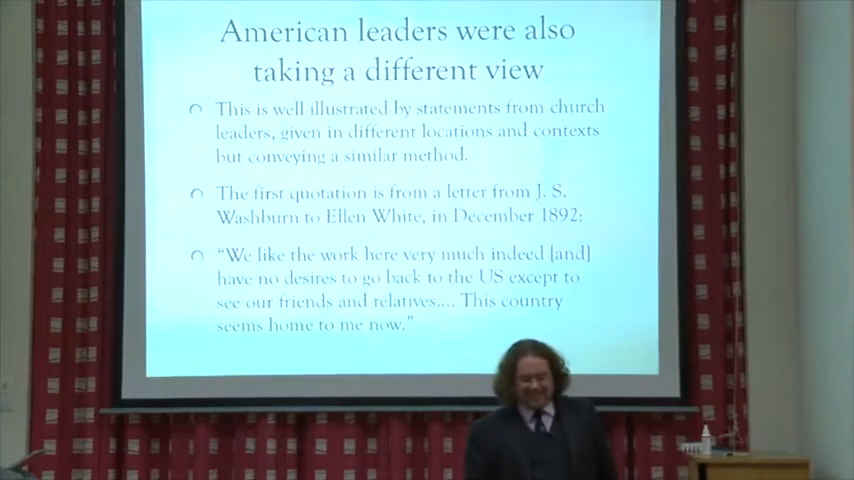 American leaders were also
taking a different view
This is well illustrated by statements from church
leaders, given in different locations and contexts
but conveying a similar method.
The first quotation is from a letter from J. S.
Washburn to Ellen White, in December 1892:
“We like the work here very much indeed [and]
have no desires to go back to the US except to
see our friends and relatives.... This country
seems home to me now.”